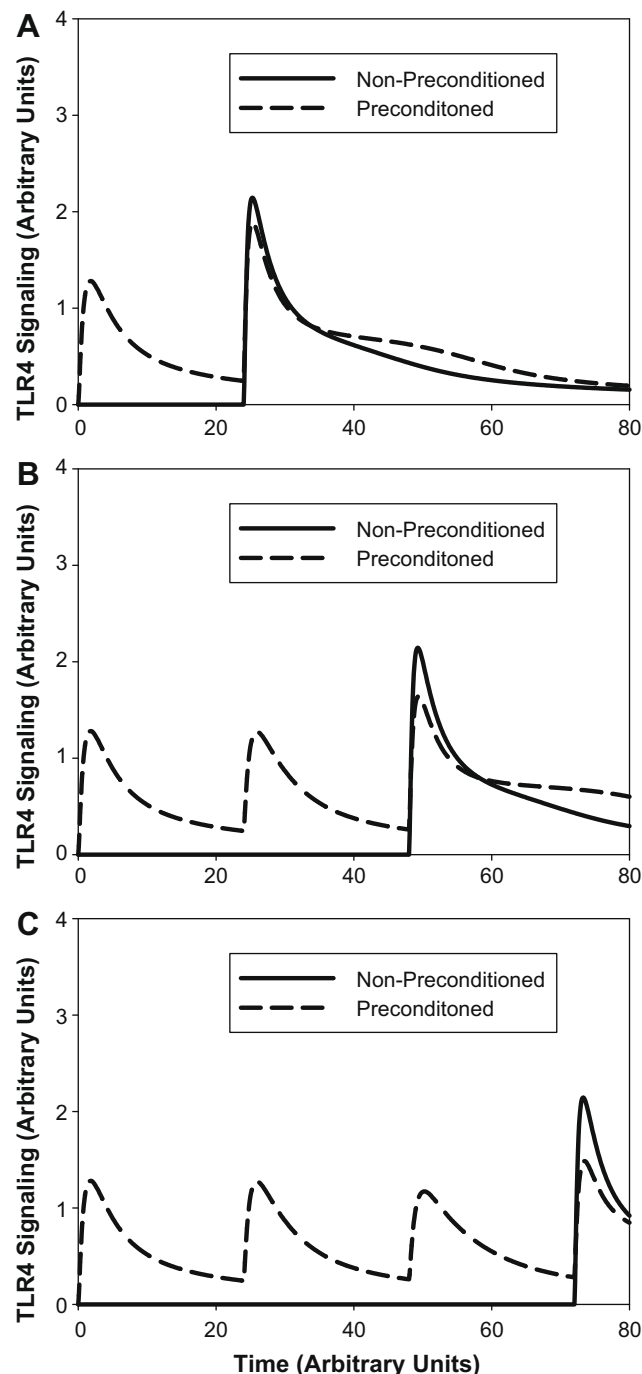 A
TLR4 Signaling (Arbitrary Units)
4
3
2
1
0
Non-Preconditioned
Preconditoned
0 20 40 60 80
B
TLR4 Signaling (Arbitrary Units)
4
3
2
1
0
Non-Preconditioned
Preconditoned
0 20 40 60 80
C
TLR4 Signaling (Arbitrary Units)
4
3
2
1
0
Non-Preconditioned
Preconditoned
0 20 40 60 80
Time (Arbitrary Units)